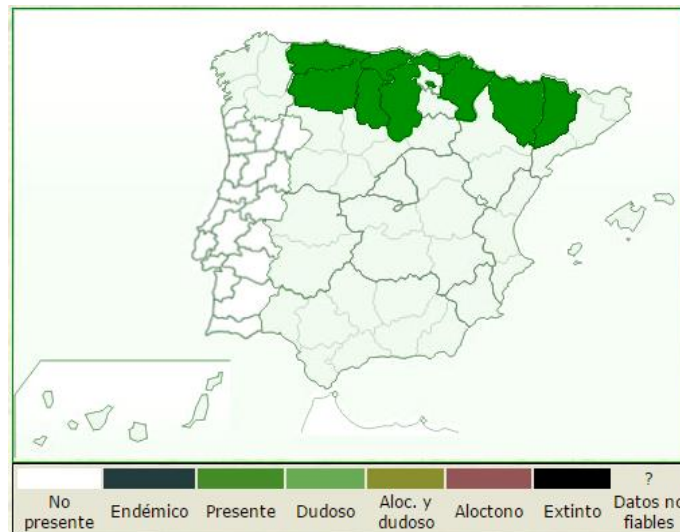 ?
No presente
Endémico
Presente
Dudoso
Aloc. y dudoso
Aloctono
Extinto
Datos no fiables